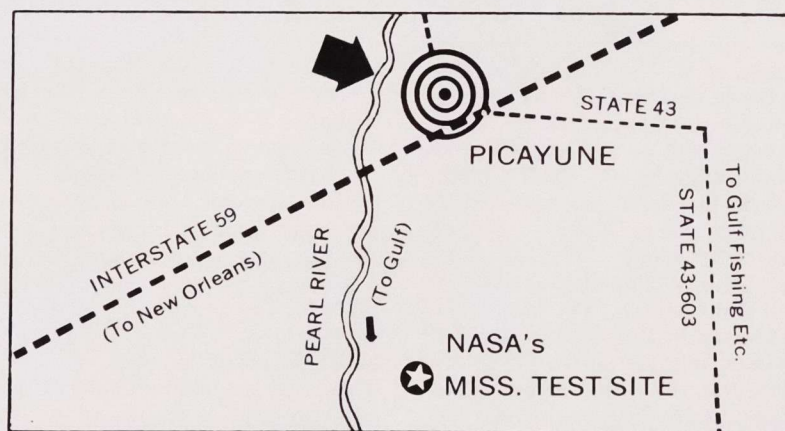 STATE 43
PICAYUNE
INTERSTATE 59
(To New Orleans)
PEARL RIVER
(To Gulf)
STATE 43-603
To Gulf Fishing Etc.
NASA's
MISS. TEST SITE